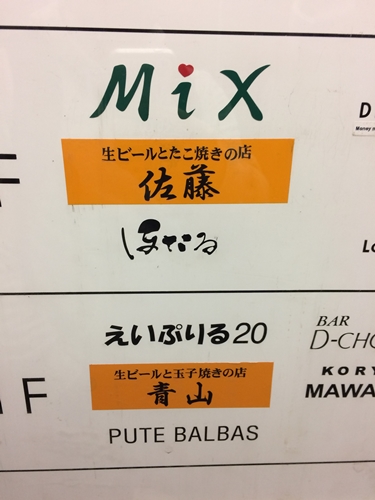 MiX
生ビールとたこ焼きの店
佐藤
ほたる
F
えいぷりる20
生ビールと玉子焼きの店
青山
PUTE BALBAS
BAR
D-CHO
KORY
MAWA